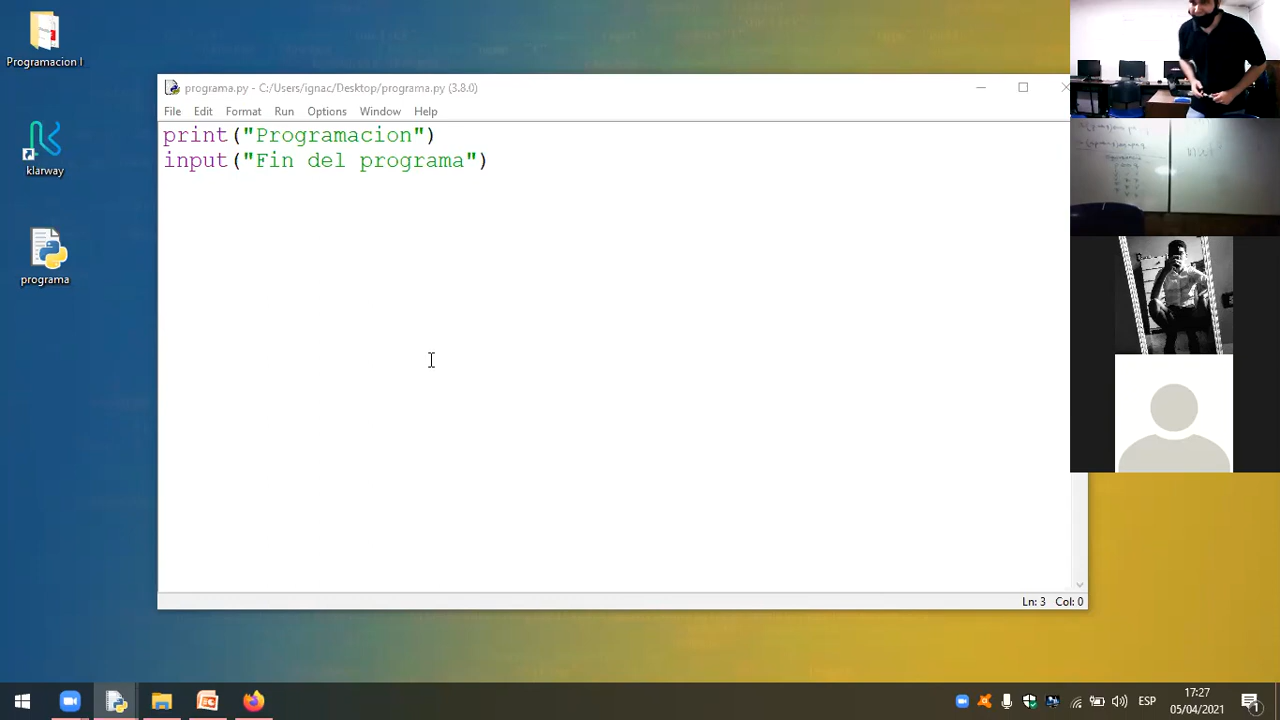 Programacion I
klarway
programa
programa.py - C:/Users/ignac/Desktop/programa.py (3.8.0)
File Edit Format Run Options Window Help
print("Programacion")
input("Fin del programa")
Ln: 3 Col: 0
ESP
17:27
05/04/2021
1